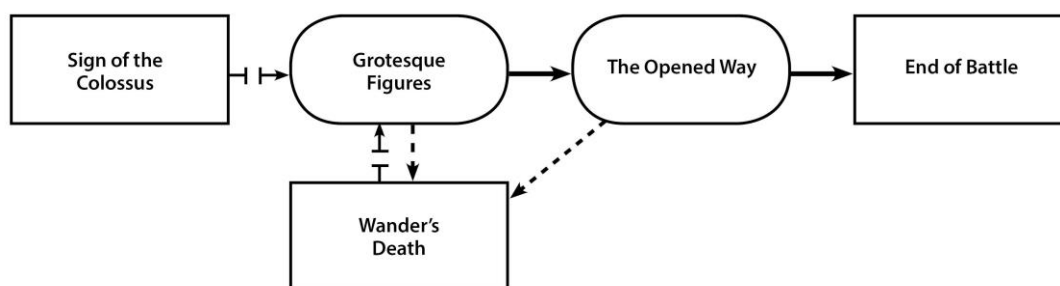 Sign of the
Colossus
Grotesque
Figures
The Opened Way
End of Battle
Wander’s
Death